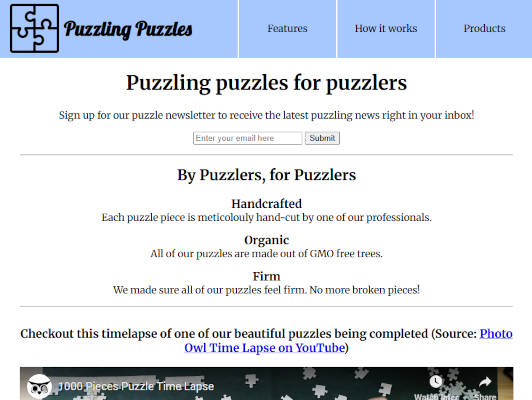 Puzzling Puzzles
Features
How it works
Products
Puzzling puzzles for puzzlers
Sign up for our puzzle newsletter to receive the latest puzzling news right in your inbox!
Enter your email here
Submit
By Puzzlers, for Puzzlers
Handcrafted
Each puzzle piece is meticolouly hand-cut by one of our professionals.
Organic
All of our puzzles are made out of GMO free trees.
Firm
We made sure all of our puzzles feel firm. No more broken pieces!
Checkout this timelapse of one of our beautiful puzzles being completed (Source: Photo
Owl Time Lapse on YouTube)
1000 Pieces Puzzle Time Lapse
Watch later
Share